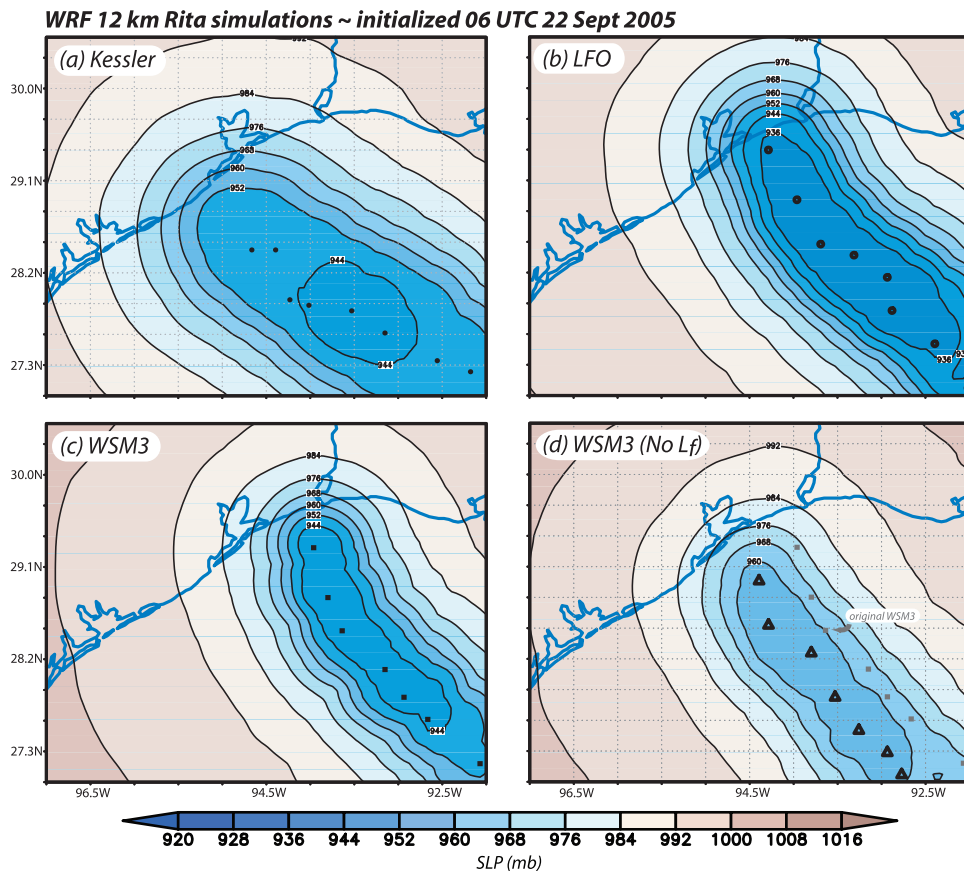 WRF 12 km Rita simulations ~ initialized 06 UTC 22 Sept 2005
(a) Kessler
992
984
976
968
960
952
944
944
30.0N
29.1N
28.2N
27.3N
(b) LFO
984
976
968
960
952
944
936
936
(c) WSM3
984
976
968
960
952
944
944
30.0N
29.1N
28.2N
27.3N
96.5W 94.5W 92.5W
(d) WSM3 (No Lf)
992
984
976
968
960
original WSM3
96.5W 94.5W 92.5W
920 928 936 944 952 960 968 976 984 992 1000 1008 1016
SLP (mb)